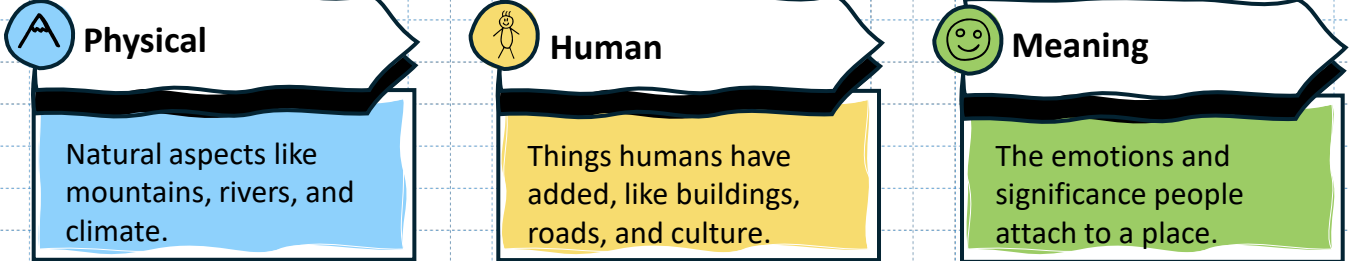 Physical
Natural aspects like
mountains, rivers, and
climate.
Human
Things humans have
added, like buildings,
roads, and culture.
Meaning
The emotions and
significance people
attach to a place.